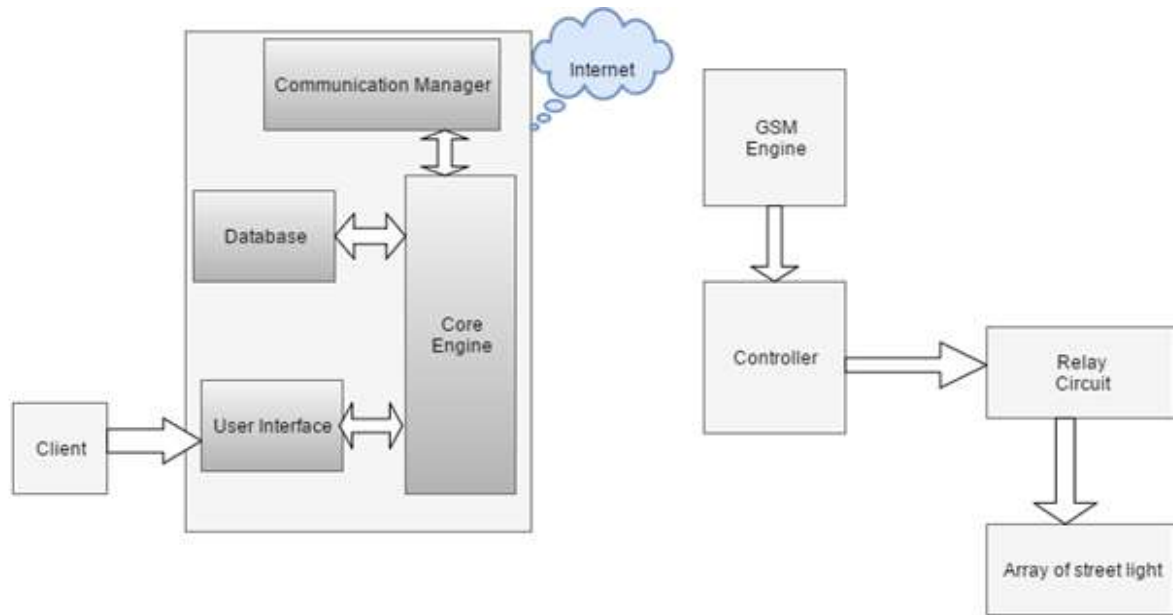 Communication Manager
Internet
GSM
Engine
Database
Core
Engine
Controller
Relay
Circuit
User Interface
Client
Array of street light